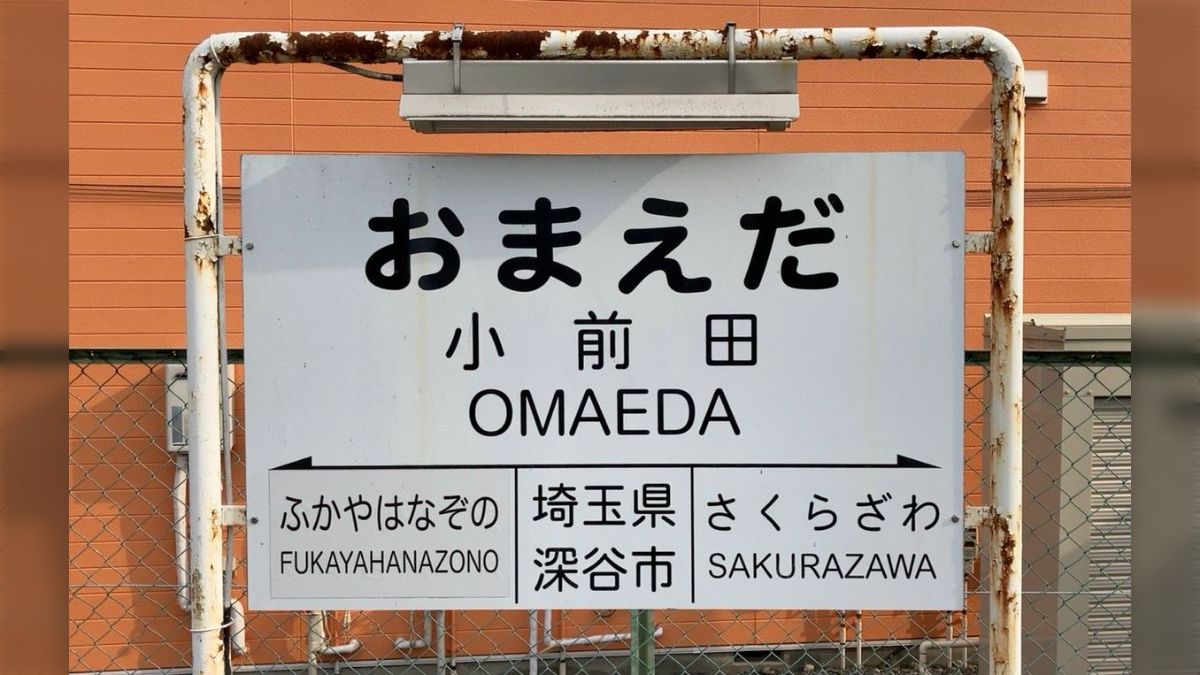 おまえだ
小前田
OMAEDA
ふかやはなぞの
FUKAYAHANAZONO
埼玉県
深谷市
さくらざわ
SAKURAZAWA